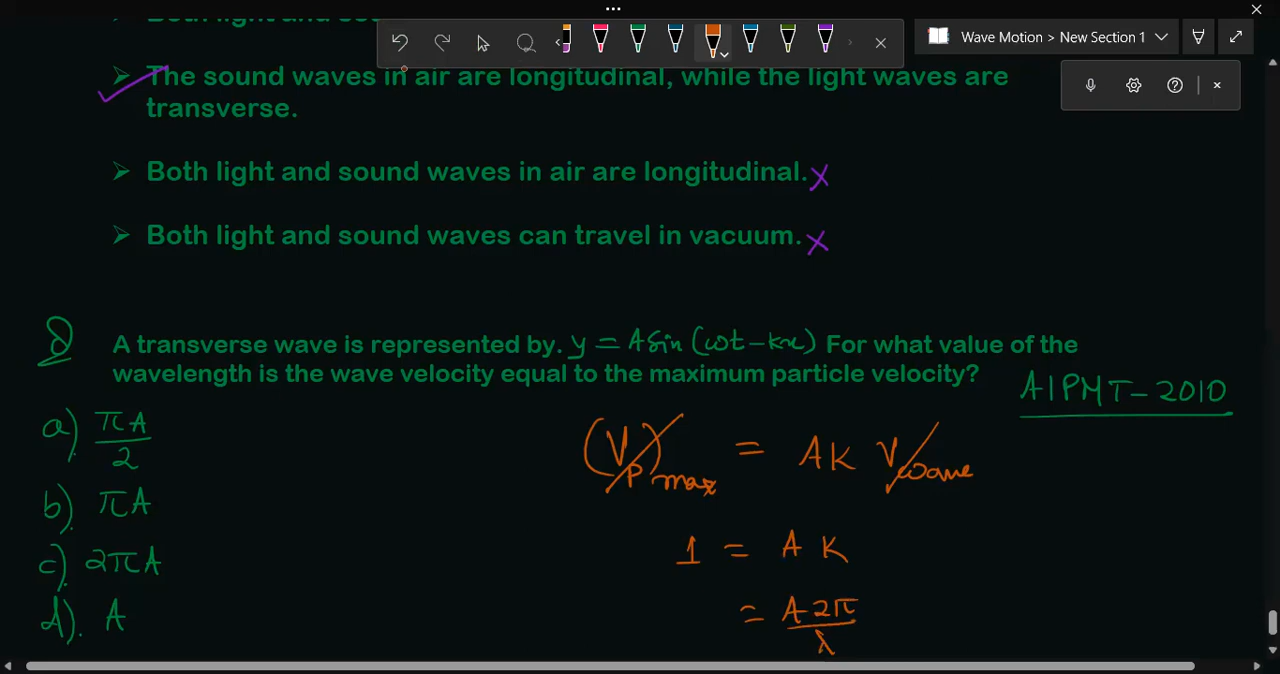 Wave Motion > New Section 1
The sound waves in air are longitudinal, while the light waves are
transverse.
Both light and sound waves in air are longitudinal. X
Both light and sound waves can travel in vacuum. X
Q A transverse wave is represented by. y = A sin (ωt - kx) For what value of the
wavelength is the wave velocity equal to the maximum particle velocity?
AIPMT - 2010
a). πA/2
b). πA
c). 2πA
d). A
(Vp)max = AK Vwave
1 = A K
= A 2π/λ